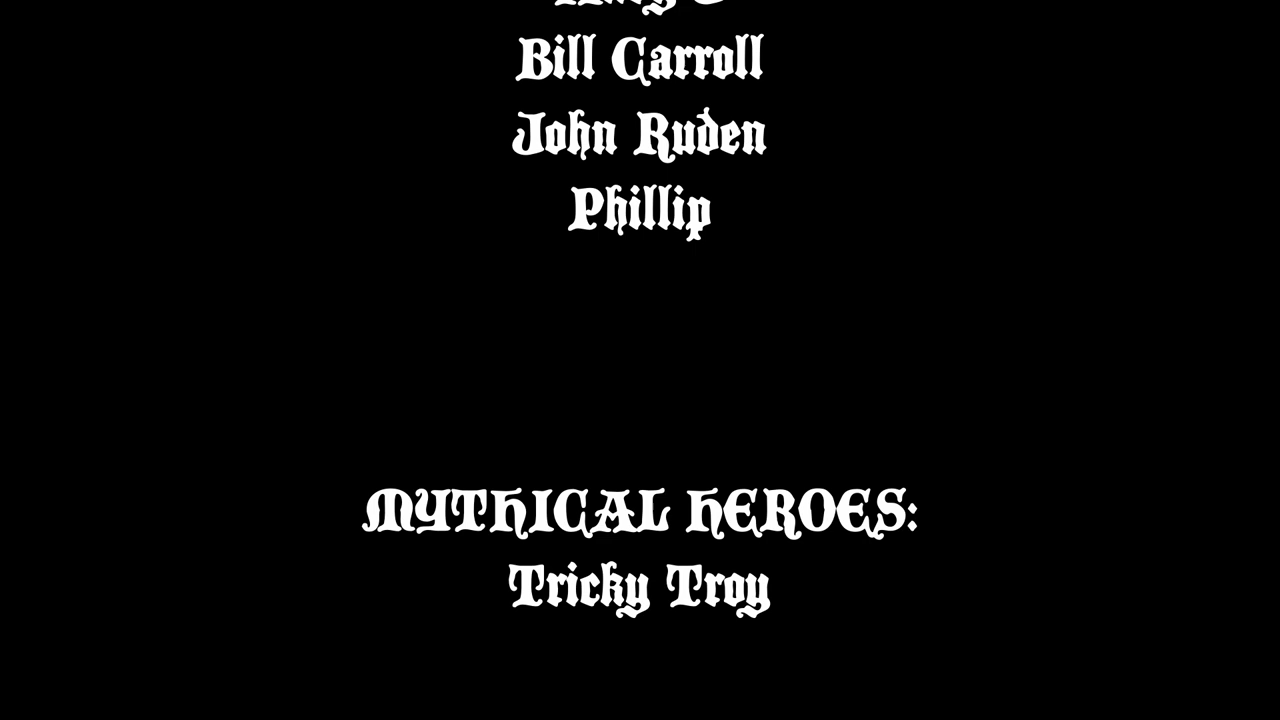 Bill Carroll
John Ruden
Phillip
MYTHICAL HEROES:
Tricky Troy